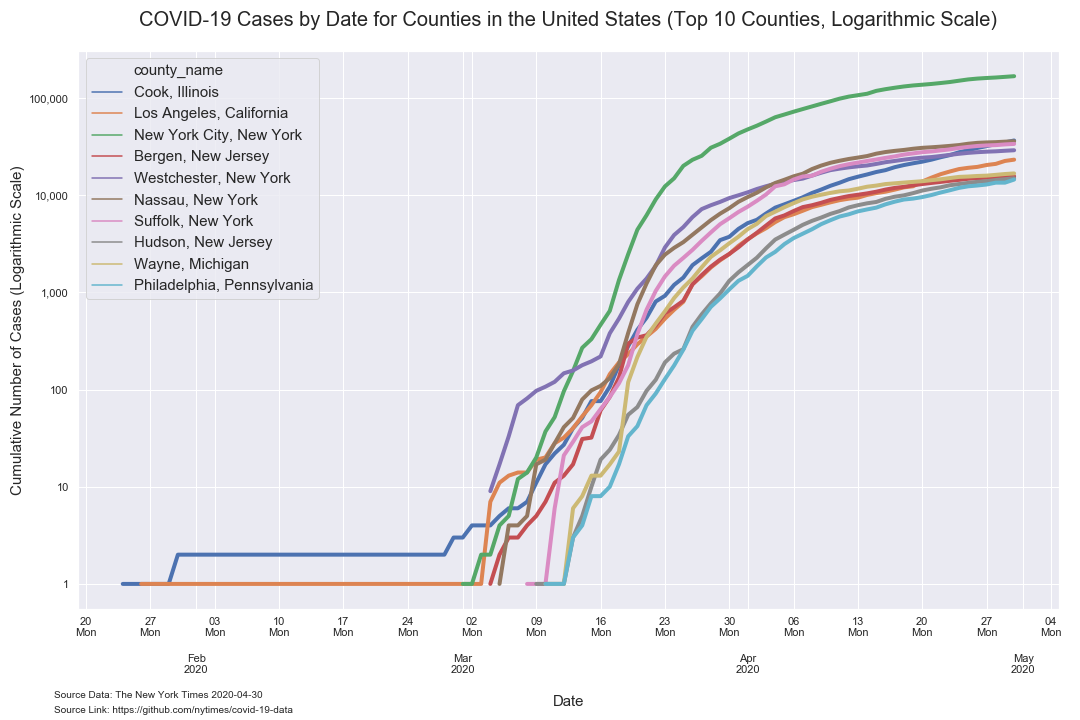 COVID-19 Cases by Date for Counties in the United States (Top 10 Counties, Logarithmic Scale)
Cumulative Number of Cases (Logarithmic Scale)
100,000
10,000
1,000
100
10
1
county_name
Cook, Illinois
Los Angeles, California
New York City, New York
Bergen, New Jersey
Westchester, New York
Nassau, New York
Suffolk, New York
Hudson, New Jersey
Wayne, Michigan
Philadelphia, Pennsylvania
20 27 03 10 17 24 02 09 16 23 30 06 13 20 27 04
Mon Mon Mon Mon Mon Mon Mon Mon Mon Mon Mon Mon Mon Mon Mon Mon
Feb Mar Apr May
2020 2020 2020 2020
Date
Source Data: The New York Times 2020-04-30
Source Link: https://github.com/nytimes/covid-19-data